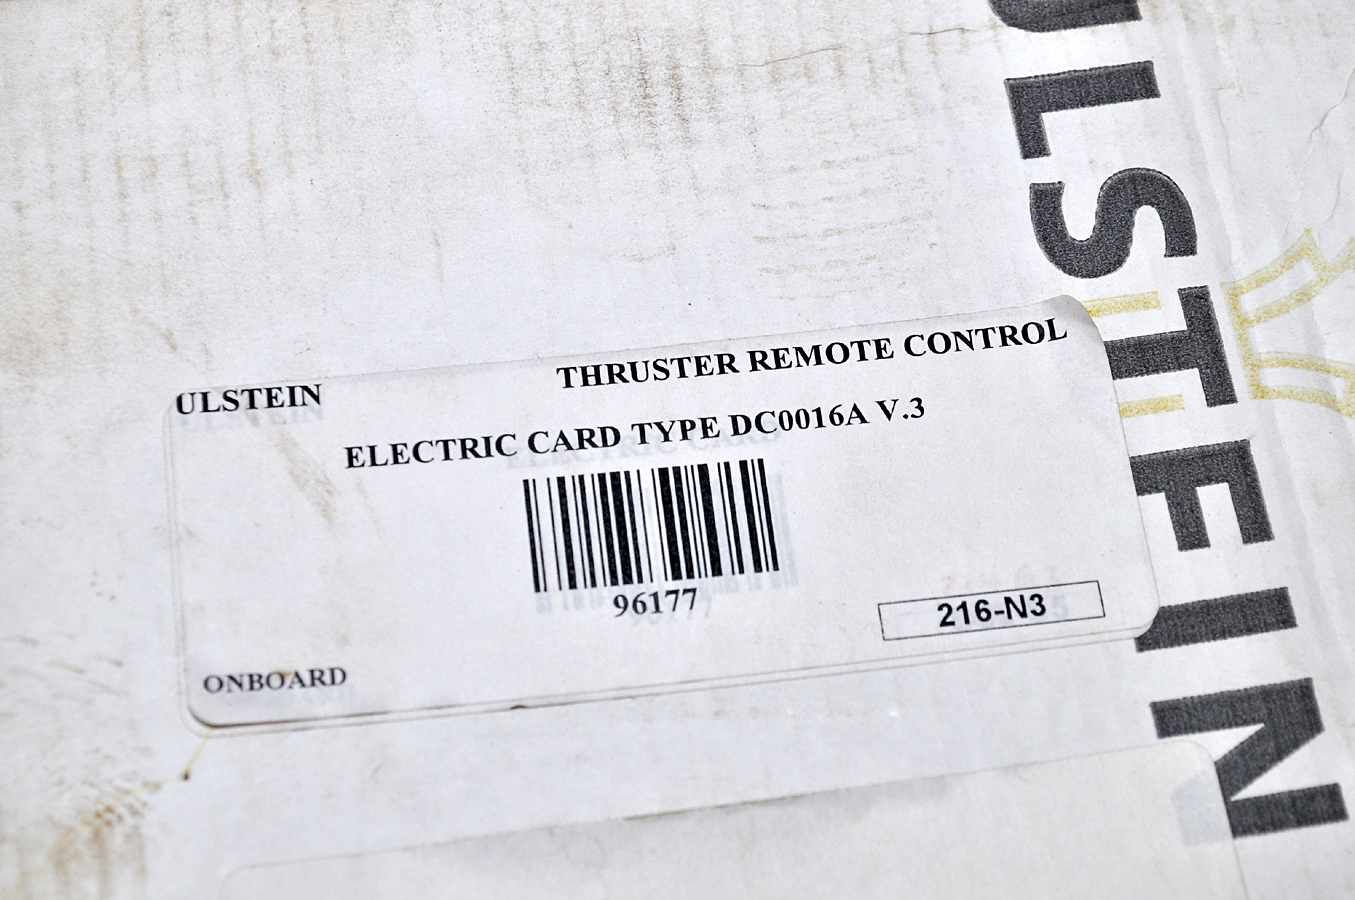 ULSTEIN
THRUSTER REMOTE CONTROL
ELECTRIC CARD TYPE DC0016A V.3
96177
216-N3
ONBOARD
ULSTEIN